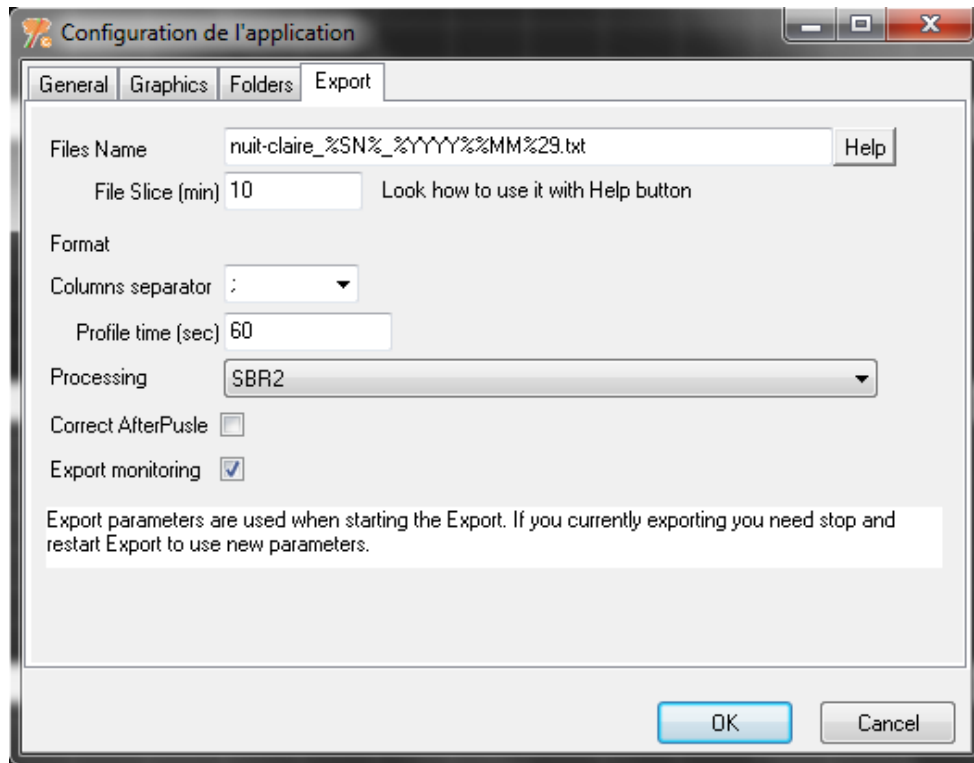 Configuration de l'application
General Graphics Folders Export
Files Name nuit-claire_%SN%_%YYYY%%MM%29.txt Help
File Slice (min) 10 Look how to use it with Help button
Format
Columns separator ;
Profile time (sec) 60
Processing SBR2
Correct AfterPusle
Export monitoring
Export parameters are used when starting the Export. If you currently exporting you need stop and
restart Export to use new parameters.
OK Cancel